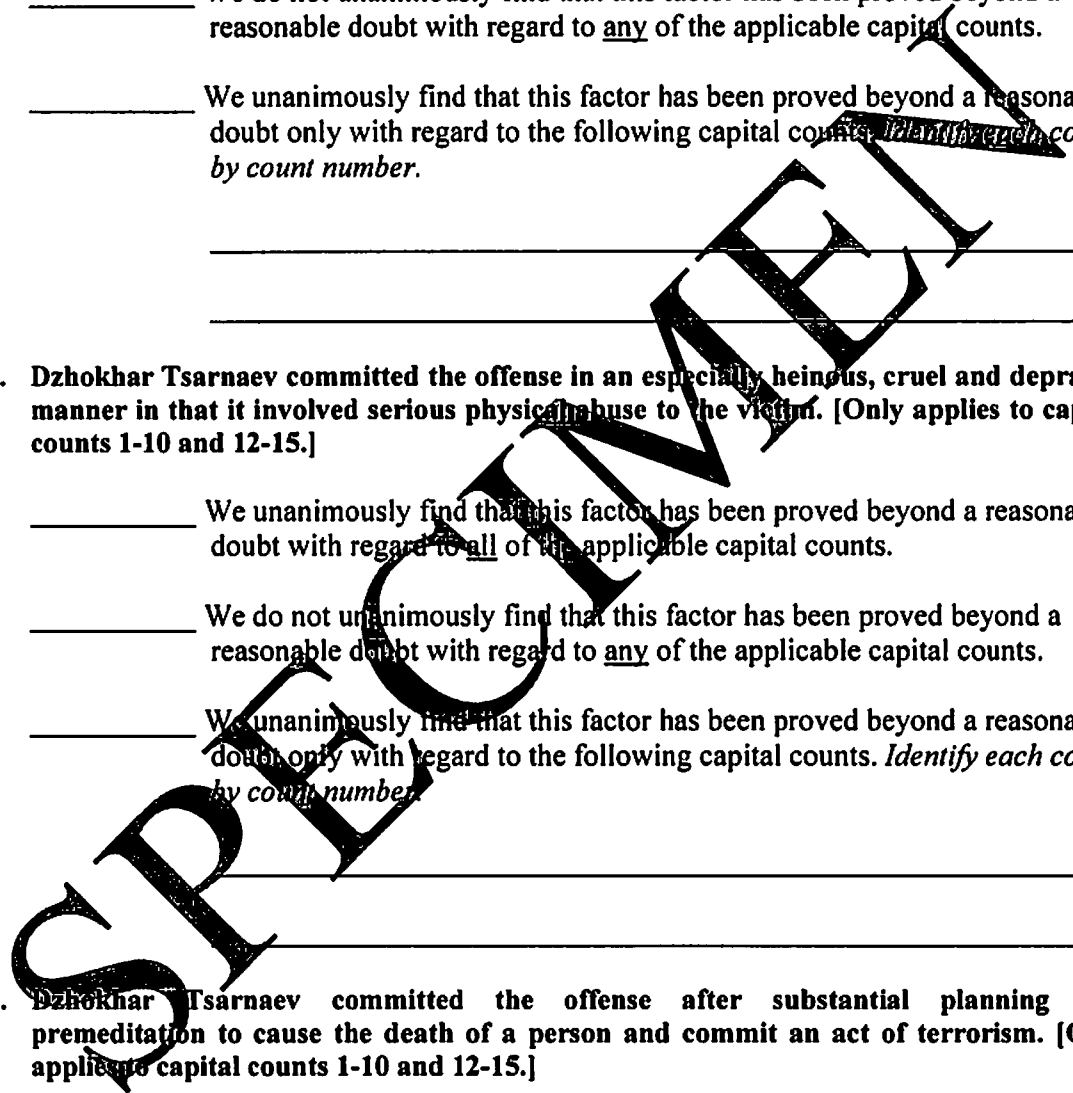 reasonable doubt with regard to any of the applicable capital counts.
We unanimously find that this factor has been proved beyond a reasona
doubt only with regard to the following capital counts. Identify each co
by count number.
. Dzhokhar Tsarnaev committed the offense in an especially heinous, cruel and depra
manner in that it involved serious physical abuse to the victim. [Only applies to cap
counts 1-10 and 12-15.]
We unanimously find that this factor has been proved beyond a reasona
doubt with regard to all of the applicable capital counts.
We do not unanimously find that this factor has been proved beyond a
reasonable doubt with regard to any of the applicable capital counts.
We unanimously find that this factor has been proved beyond a reasona
doubt only with regard to the following capital counts. Identify each co
by count number.
. Dzhokhar Tsarnaev committed the offense after substantial planning
premeditation to cause the death of a person and commit an act of terrorism. [O
applies to capital counts 1-10 and 12-15.]
SPECIMEN